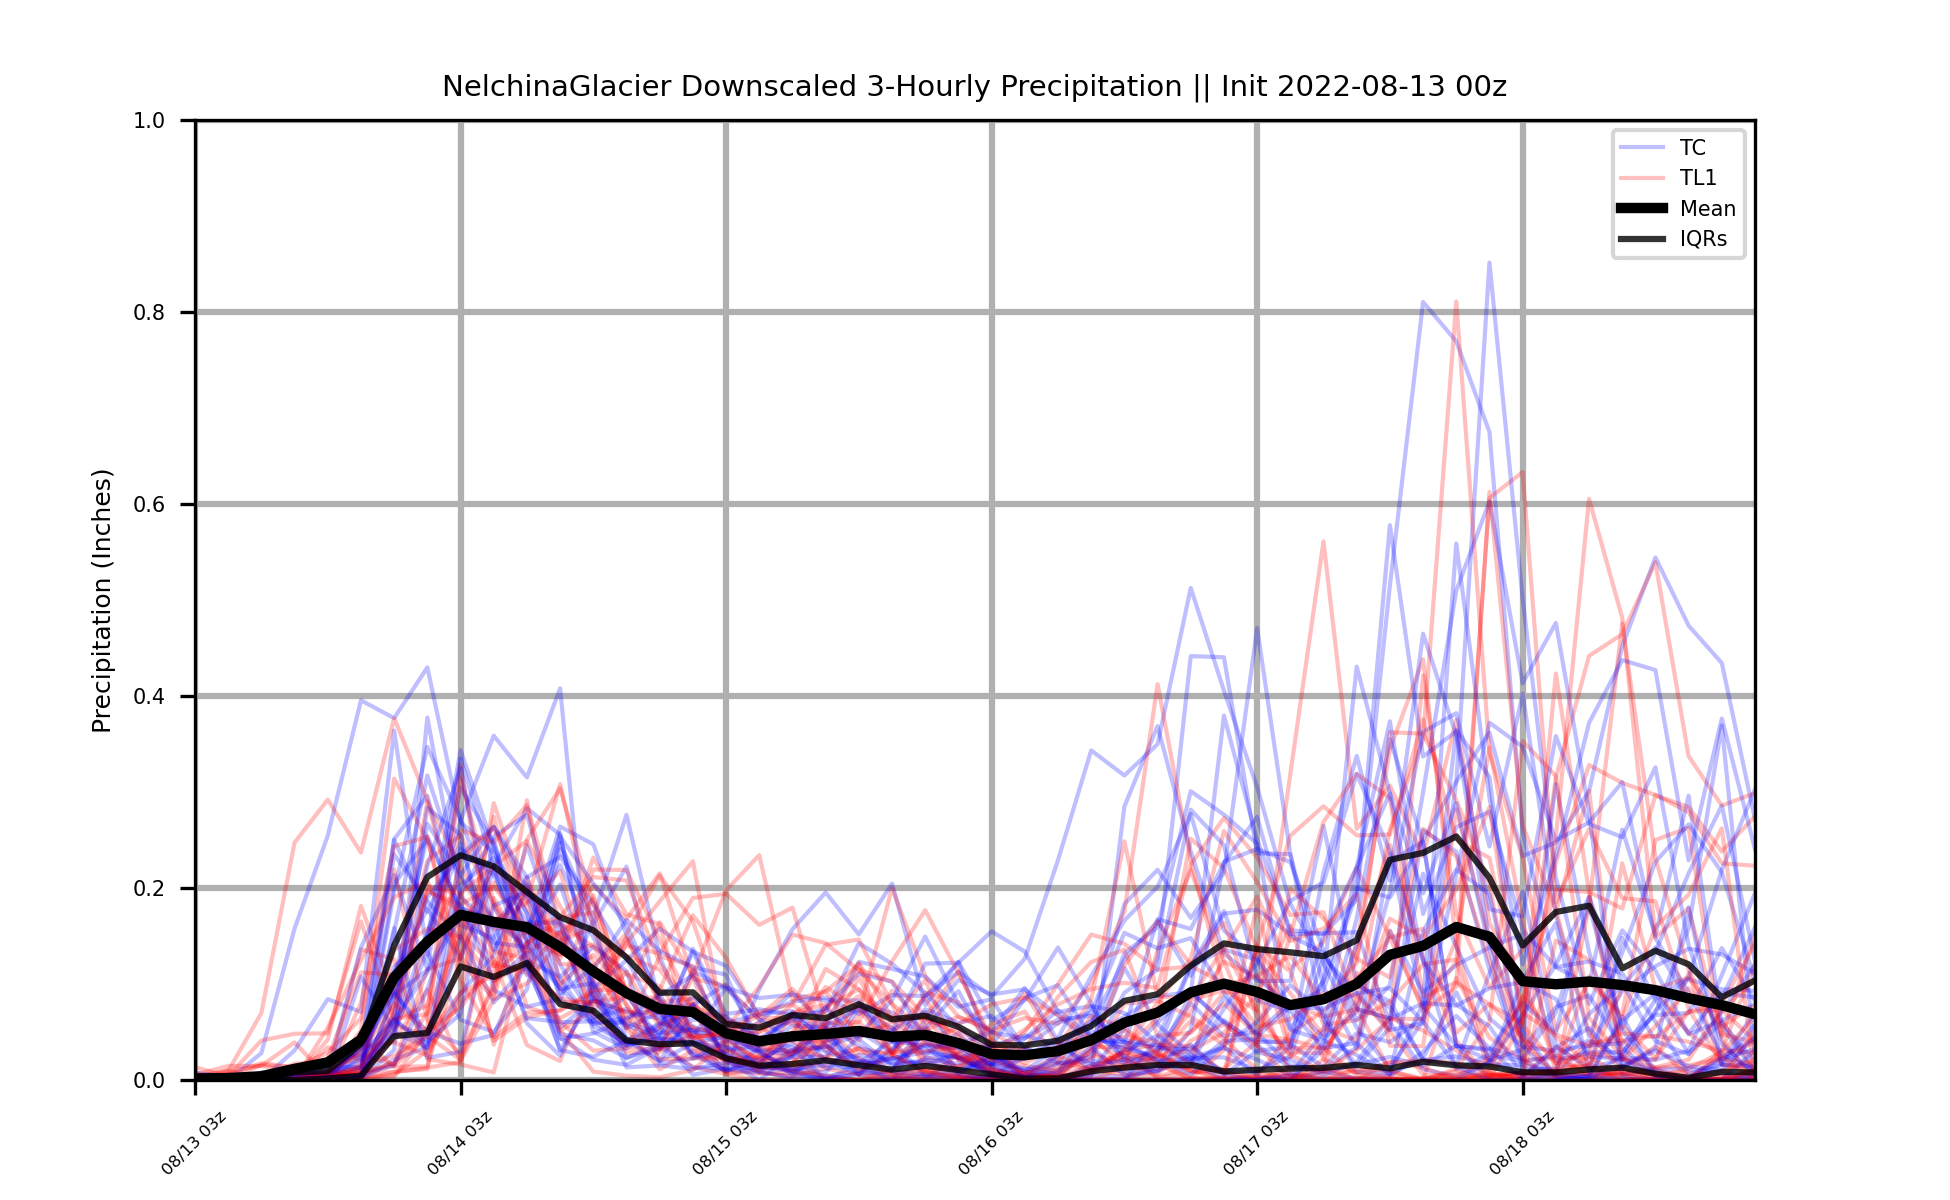 NelchinaGlacier Downscaled 3-Hourly Precipitation || Init 2022-08-13 00z
1.0
0.8
0.6
0.4
0.2
0.0
Precipitation (Inches)
TC
TL1
Mean
IQRs
08/13 03z
08/14 03z
08/15 03z
08/16 03z
08/17 03z
08/18 03z